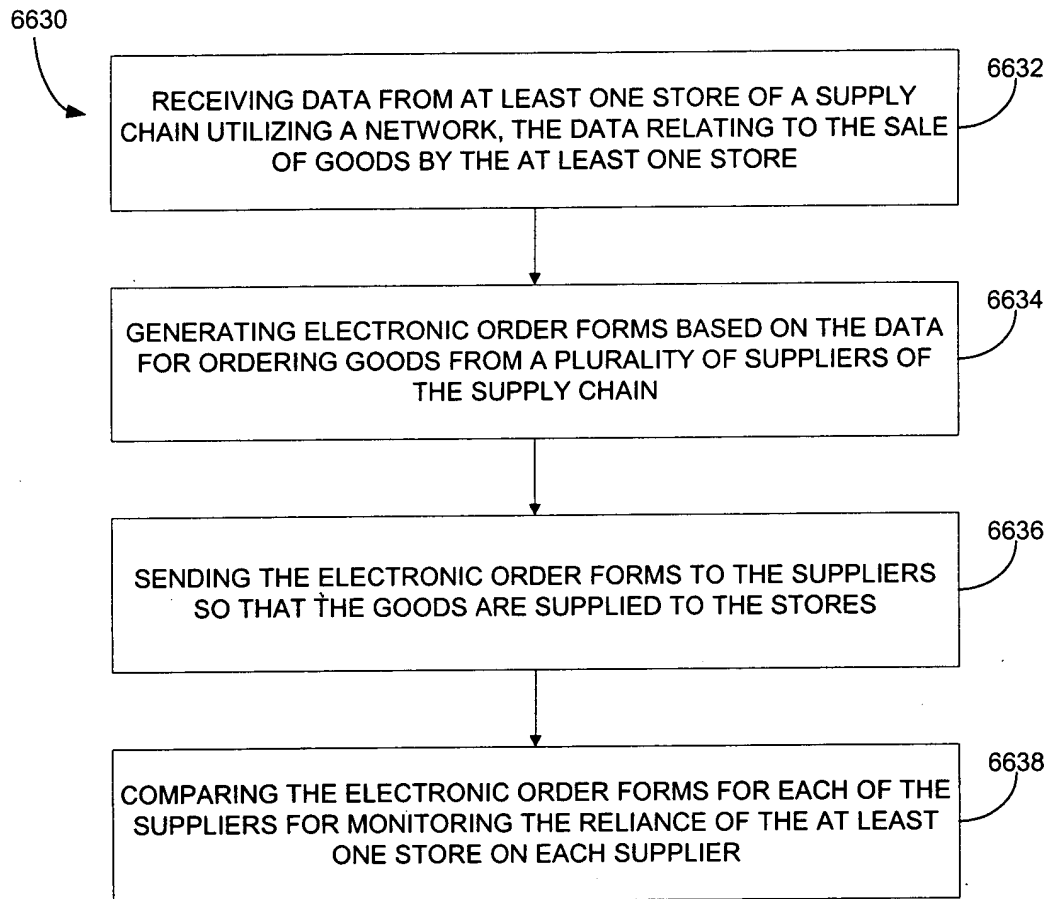 6630
6632
RECEIVING DATA FROM AT LEAST ONE STORE OF A SUPPLY
CHAIN UTILIZING A NETWORK, THE DATA RELATING TO THE SALE
OF GOODS BY THE AT LEAST ONE STORE
6634
GENERATING ELECTRONIC ORDER FORMS BASED ON THE DATA
FOR ORDERING GOODS FROM A PLURALITY OF SUPPLIERS OF
THE SUPPLY CHAIN
6636
SENDING THE ELECTRONIC ORDER FORMS TO THE SUPPLIERS
SO THAT THE GOODS ARE SUPPLIED TO THE STORES
6638
COMPARING THE ELECTRONIC ORDER FORMS FOR EACH OF THE
SUPPLIERS FOR MONITORING THE RELIANCE OF THE AT LEAST
ONE STORE ON EACH SUPPLIER